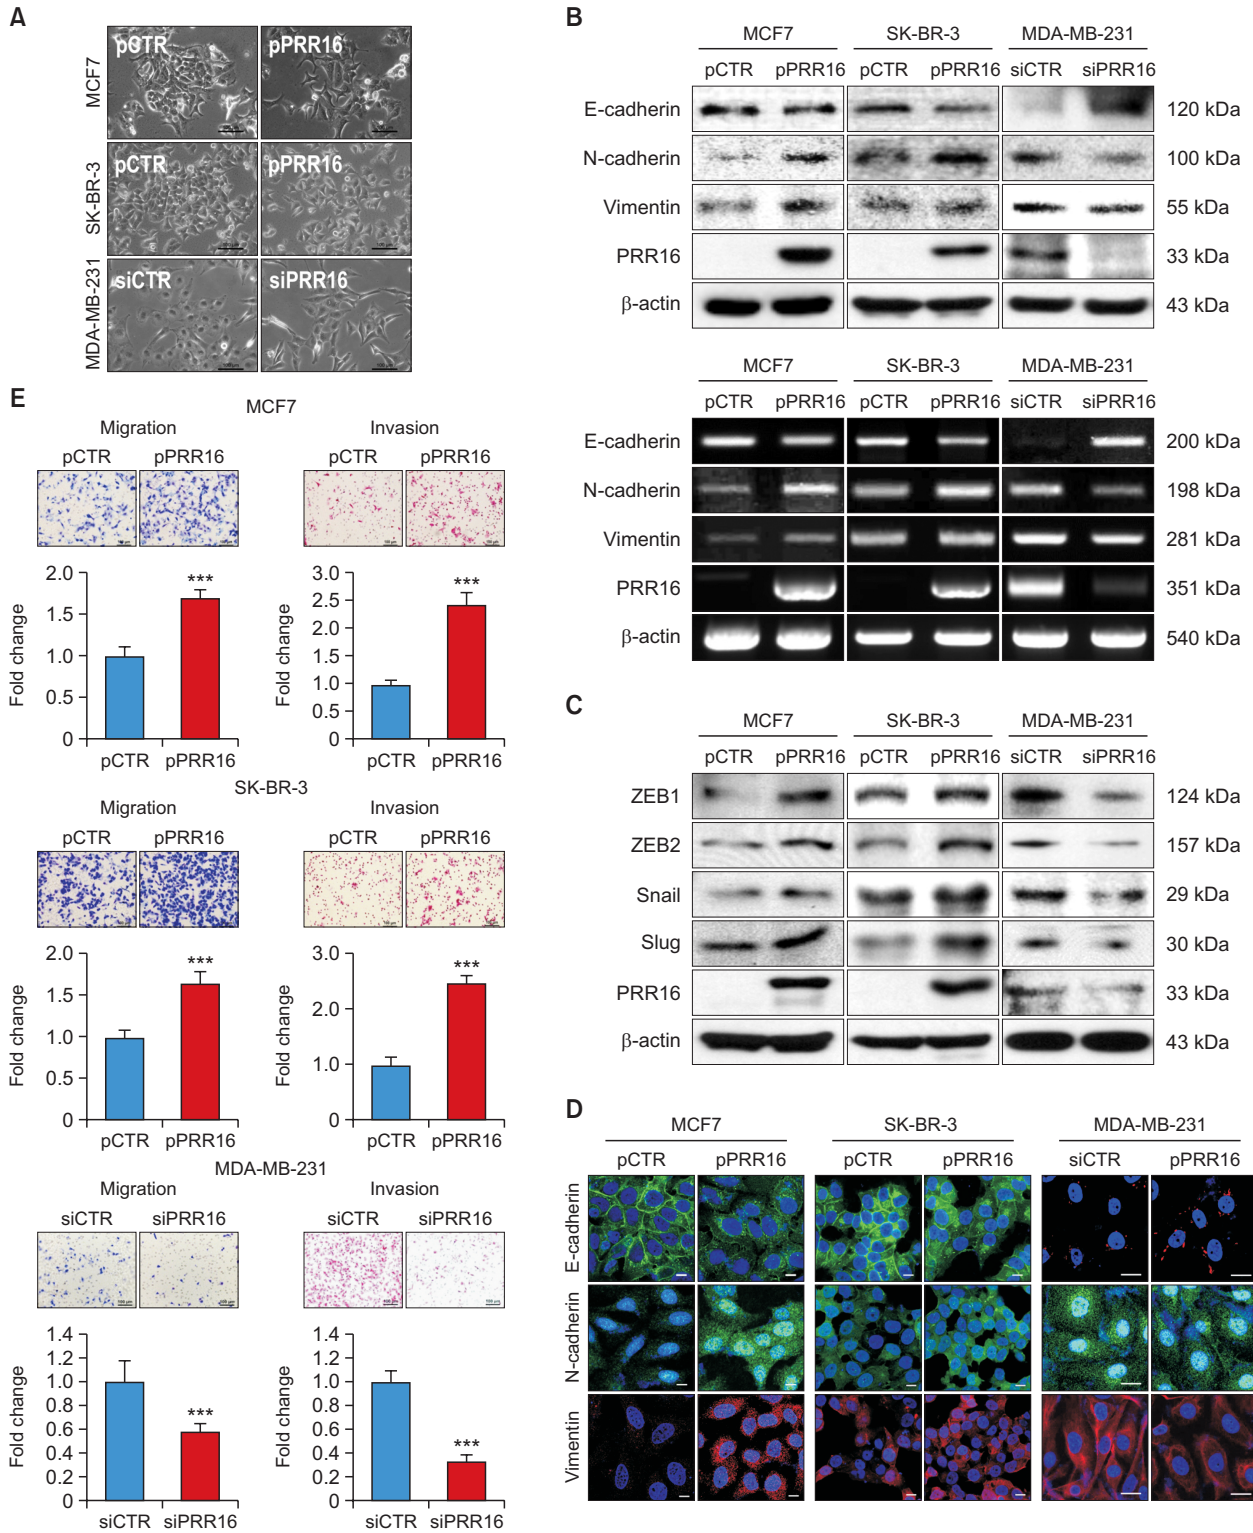 A
pCTR pPRR16
MCF7
pCTR pPRR16
SK-BR-3
siCTR siPRR16
MDA-MB-231
B
MCF7 SK-BR-3 MDA-MB-231
pCTR pPRR16 pCTR pPRR16 siCTR siPRR16
E-cadherin 120 kDa
N-cadherin 100 kDa
Vimentin 55 kDa
PRR16 33 kDa
β-actin 43 kDa
MCF7 SK-BR-3 MDA-MB-231
pCTR pPRR16 pCTR pPRR16 siCTR siPRR16
E-cadherin 200 kDa
N-cadherin 198 kDa
Vimentin 281 kDa
PRR16 351 kDa
β-actin 540 kDa
C
MCF7 SK-BR-3 MDA-MB-231
pCTR pPRR16 pCTR pPRR16 siCTR siPRR16
ZEB1 124 kDa
ZEB2 157 kDa
Snail 29 kDa
Slug 30 kDa
PRR16 33 kDa
β-actin 43 kDa
D
MCF7 SK-BR-3 MDA-MB-231
pCTR pPRR16 pCTR pPRR16 siCTR pPRR16
E-cadherin
N-cadherin
Vimentin
E
MCF7
Migration Invasion
pCTR pPRR16 pCTR pPRR16
Fold change
2.0
1.5
1.0
0.5
0
***
pCTR pPRR16
Fold change
3.0
2.5
2.0
1.5
1.0
0.5
0
***
pCTR pPRR16
SK-BR-3
Migration Invasion
pCTR pPRR16 pCTR pPRR16
Fold change
2.0
1.5
1.0
0.5
0
***
pCTR pPRR16
Fold change
3.0
2.0
1.0
0
***
pCTR pPRR16
MDA-MB-231
Migration Invasion
siCTR siPRR16 siCTR siPRR16
Fold change
1.4
1.2
1.0
0.8
0.6
0.4
0.2
0
***
siCTR siPRR16
Fold change
1.4
1.2
1.0
0.8
0.6
0.4
0.2
0
***
siCTR siPRR16